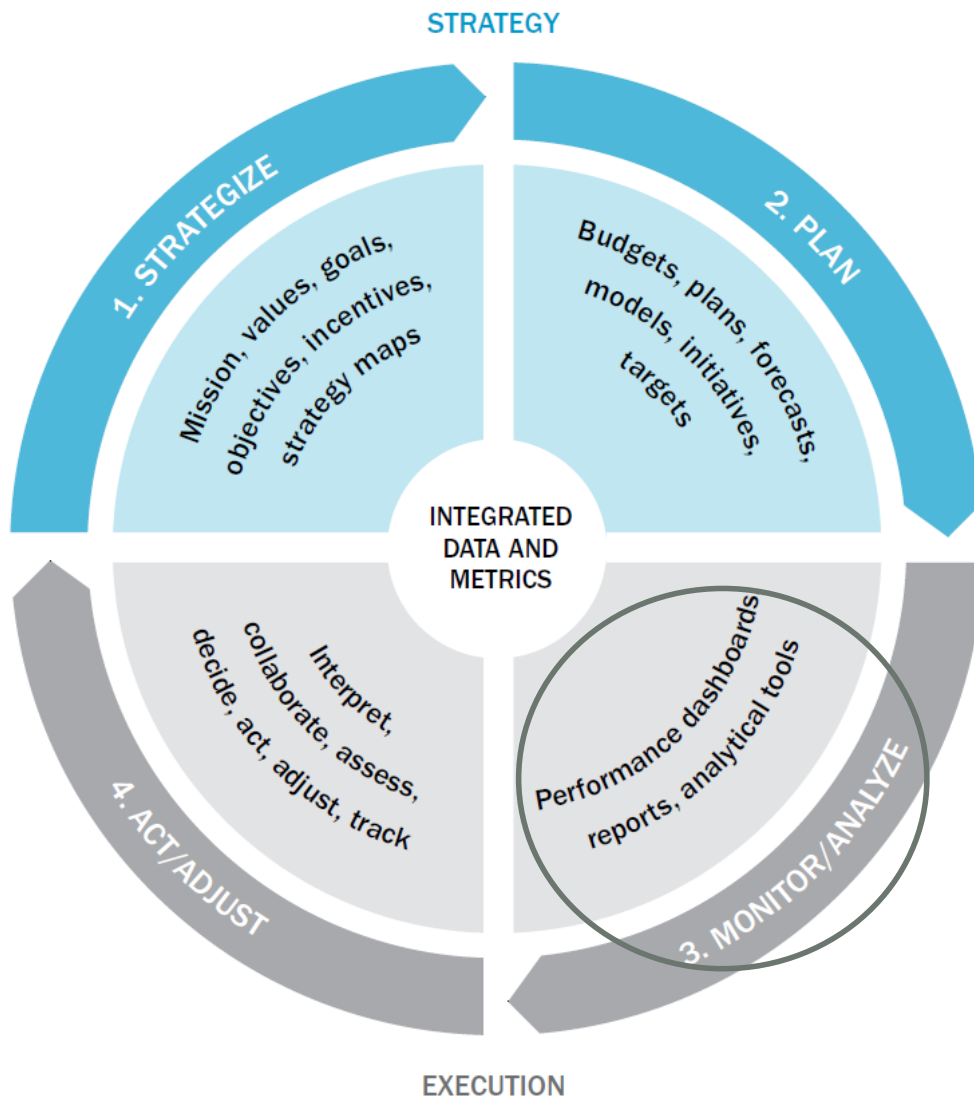 STRATEGY
1. STRATEGIZE
Mission, values, goals,
objectives, incentives,
strategy maps
2. PLAN
Budgets, plans, forecasts,
models, initiatives,
targets
INTEGRATED
DATA AND
METRICS
Performance dashboards
reports, analytical tools
3. MONITOR/ANALYZE
Interpret,
collaborate, assess,
decide, act, adjust, track
4. ACT/ADJUST
EXECUTION